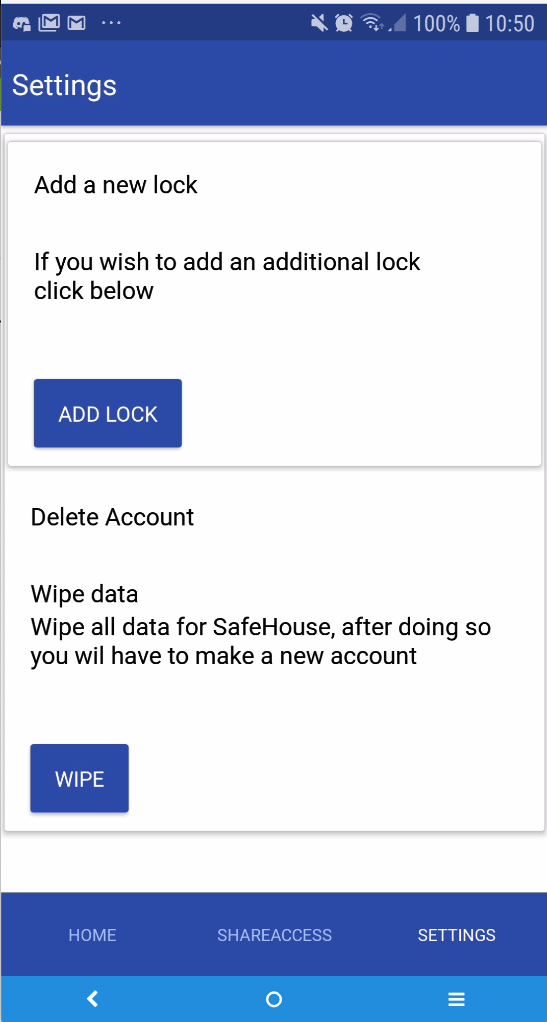 100% 10:50
Settings
Add a new lock
If you wish to add an additional lock
click below
ADD LOCK
Delete Account
Wipe data
Wipe all data for SafeHouse, after doing so
you wil have to make a new account
WIPE
HOME SHAREACCESS SETTINGS